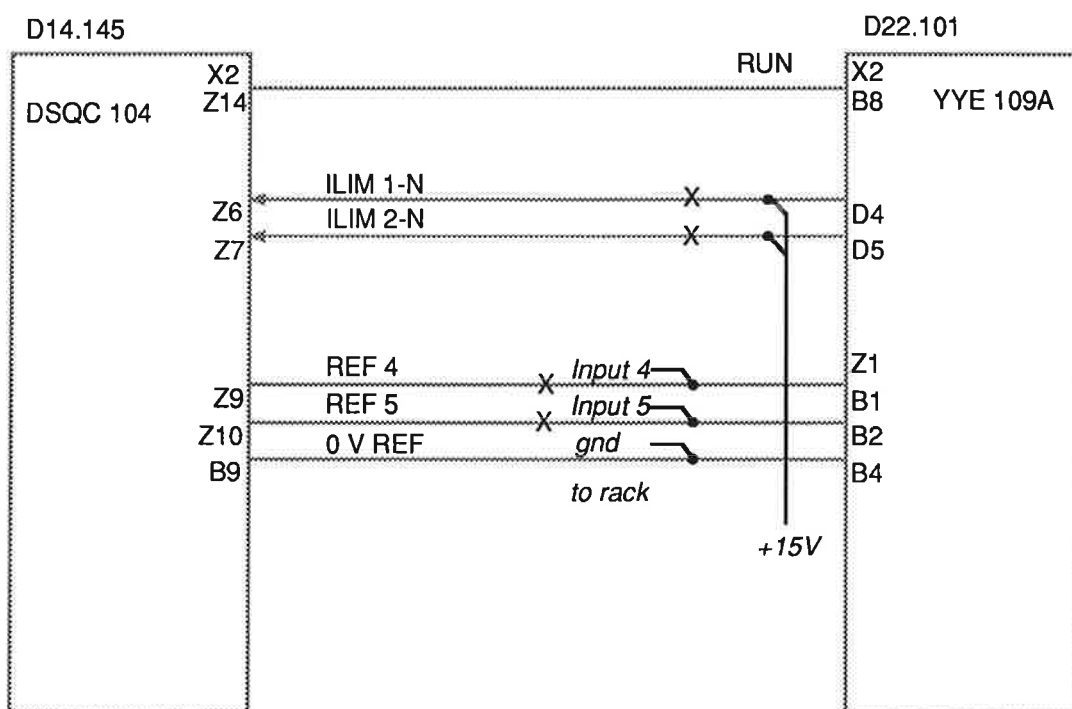 D14.145
D22.101
RUN
X2
X2
Z14
B8
DSQC 104
YYE 109A
ILIM 1-N
Z6
D4
ILIM 2-N
Z7
D5
REF 4
Input 4
Z1
Z9
B1
REF 5
Input 5
Z10
B2
0 V REF
gnd
B9
B4
to rack
+15V